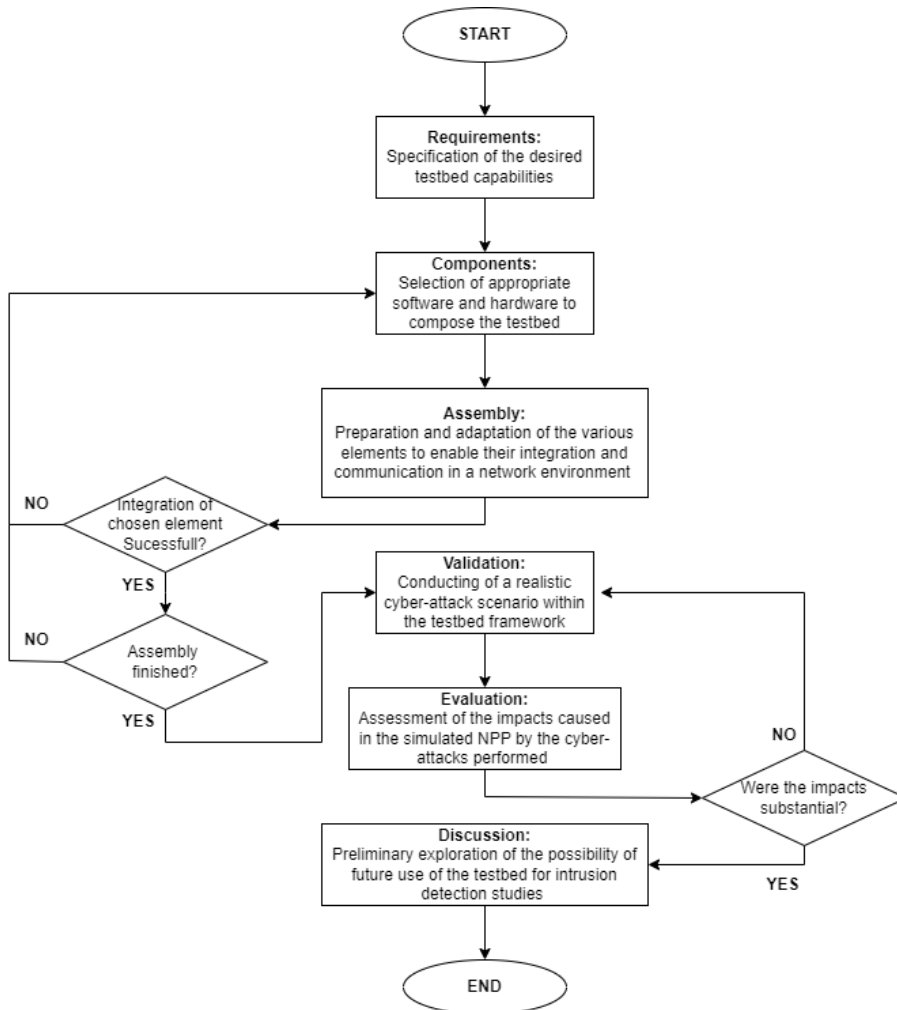 START
Requirements:
Specification of the desired
testbed capabilities
Components:
Selection of appropriate
software and hardware to
compose the testbed
Assembly:
Preparation and adaptation of the various
elements to enable their integration and
communication in a network environment
NO
Integration of
chosen element
Sucessfull?
YES
NO
Assembly
finished?
YES
Validation:
Conducting of a realistic
cyber-attack scenario within
the testbed framework
Evaluation:
Assessment of the impacts caused
in the simulated NPP by the cyber-
attacks performed
NO
Were the impacts
substantial?
YES
Discussion:
Preliminary exploration of the possibility of
future use of the testbed for intrusion
detection studies
END